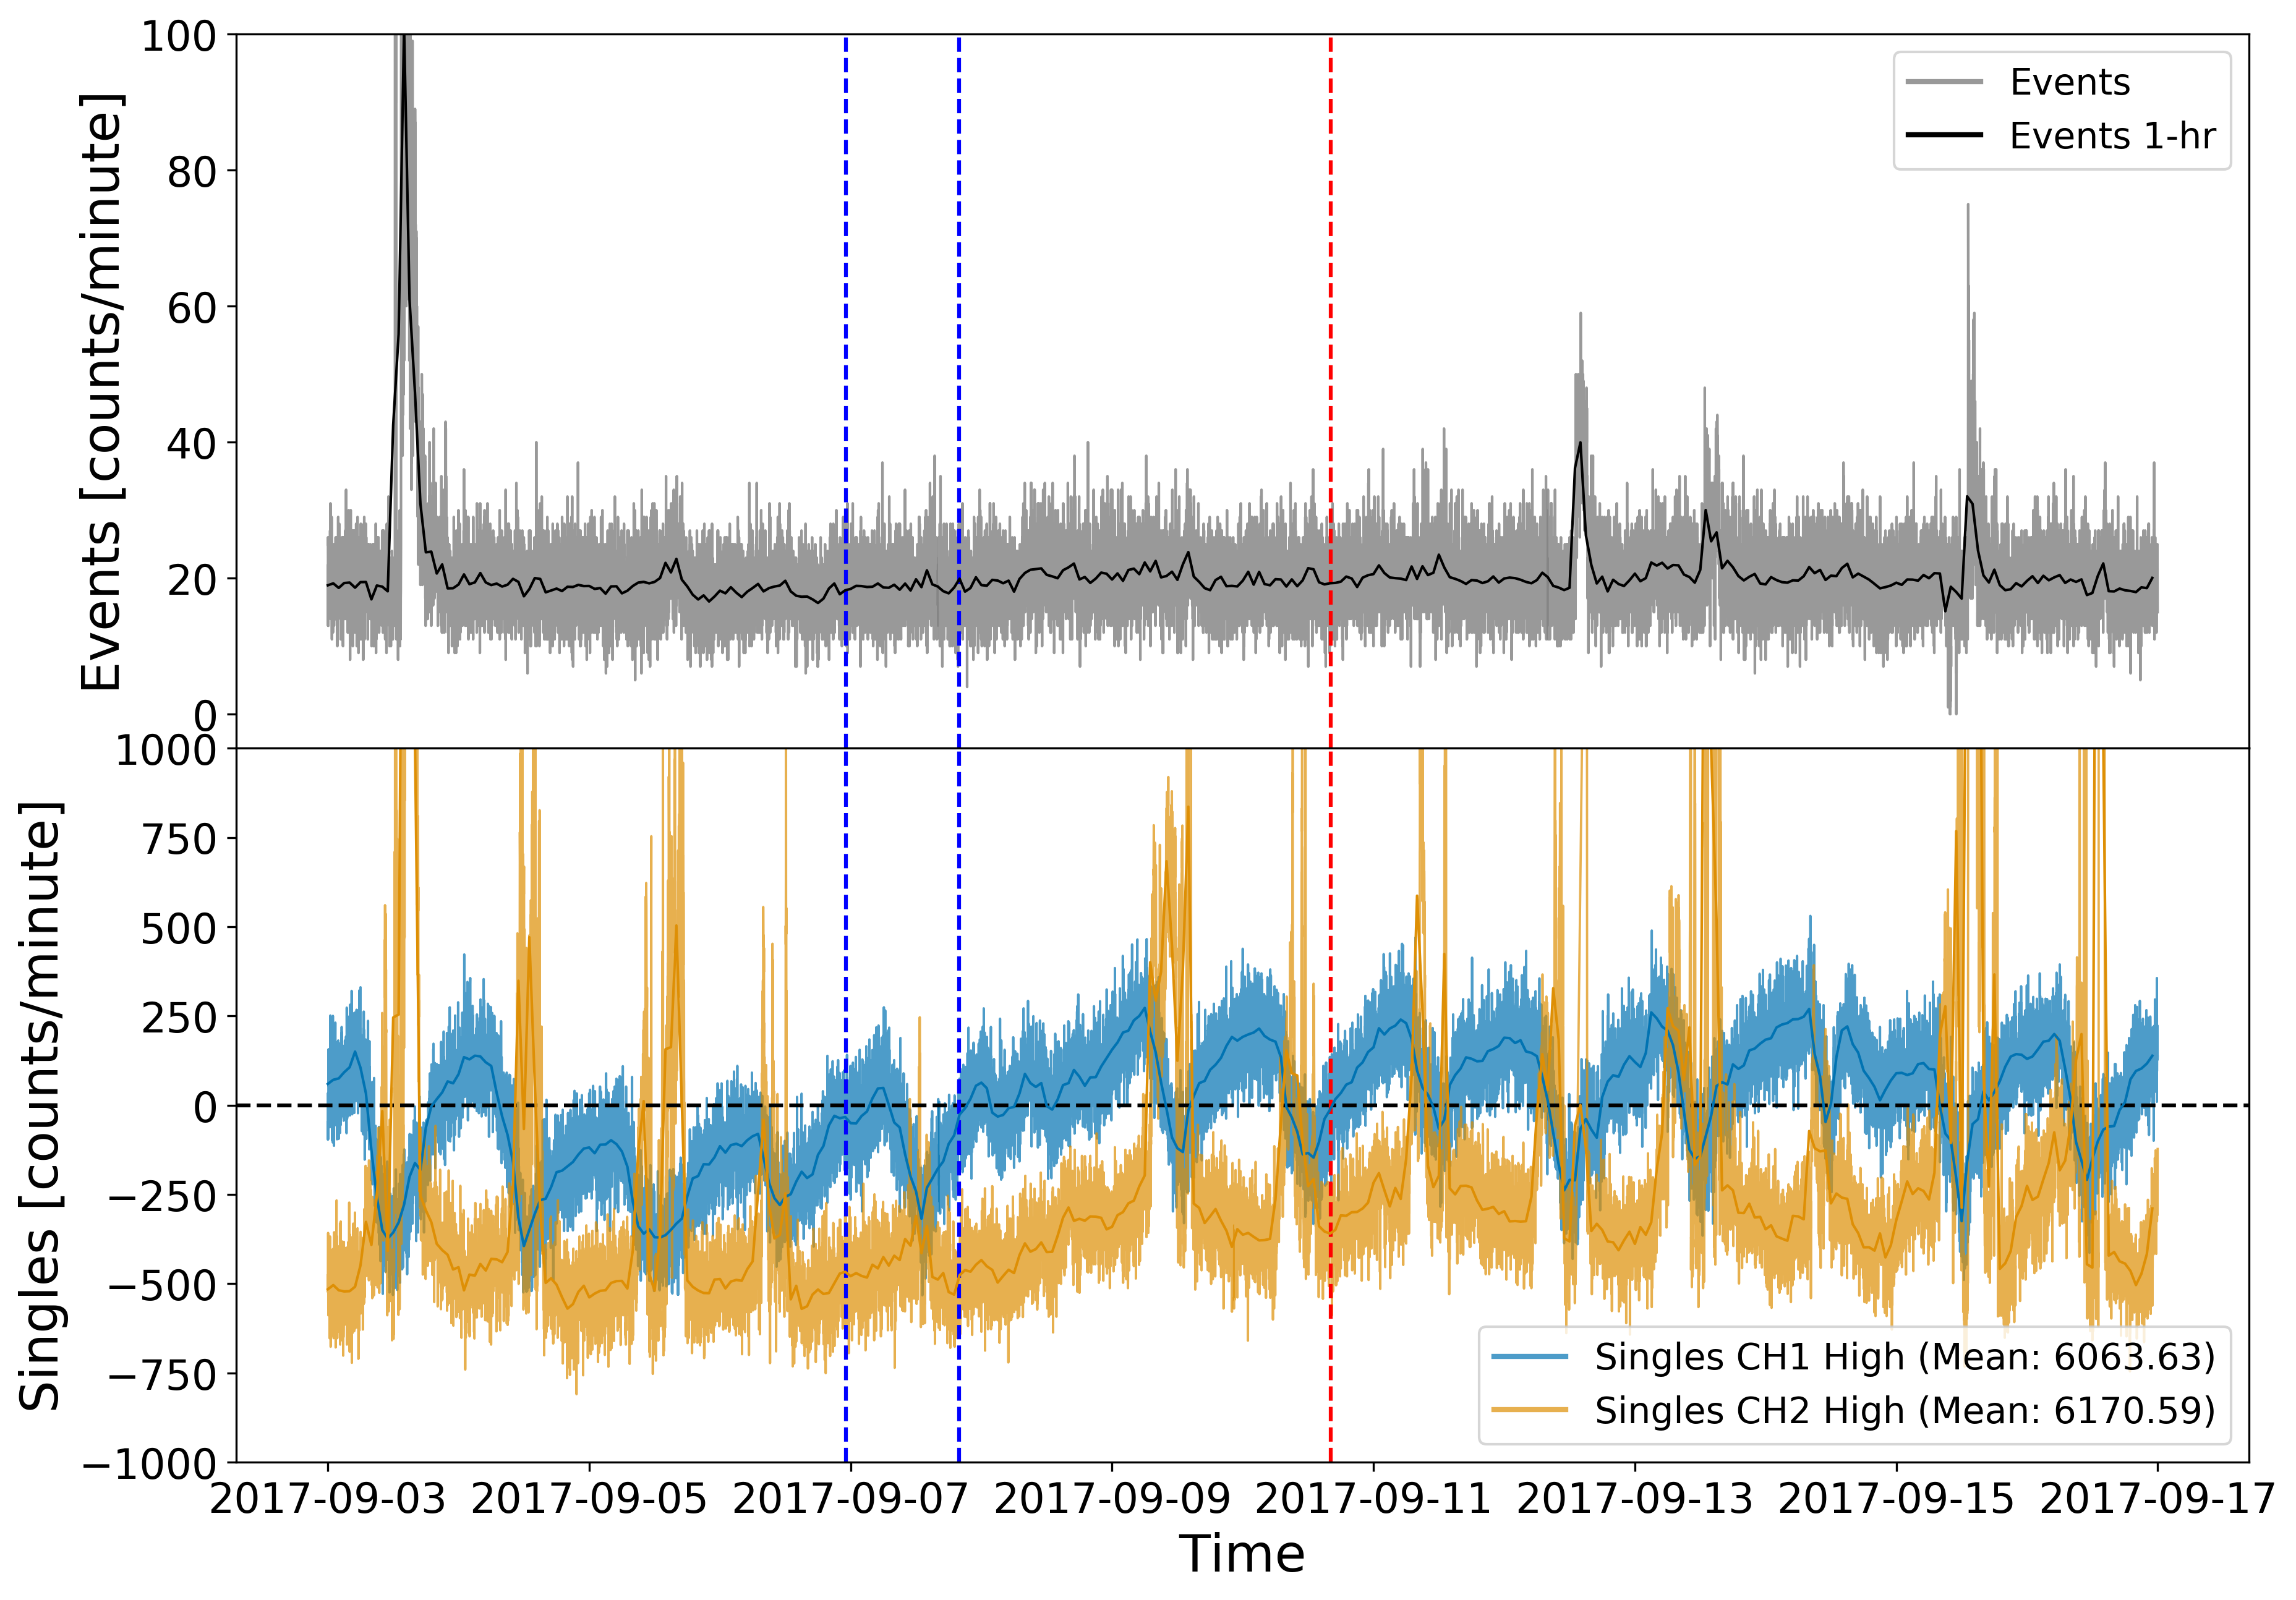 Events [counts/minute]
100
80
60
40
20
0
Events
Events 1-hr
Singles [counts/minute]
1000
750
500
250
0
−250
−500
−750
−1000
Singles CH1 High (Mean: 6063.63)
Singles CH2 High (Mean: 6170.59)
2017-09-03 2017-09-05 2017-09-07 2017-09-09 2017-09-11 2017-09-13 2017-09-15 2017-09-17
Time